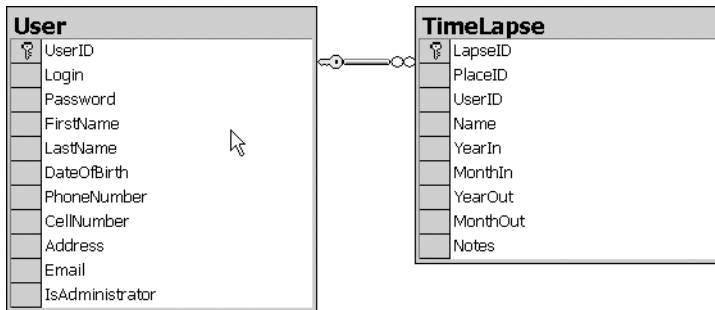 User
UserID
Login
Password
FirstName
LastName
DateOfBirth
PhoneNumber
CellNumber
Address
Email
IsAdministrator
TimeLapse
LapseID
PlaceID
UserID
Name
YearIn
MonthIn
YearOut
MonthOut
Notes